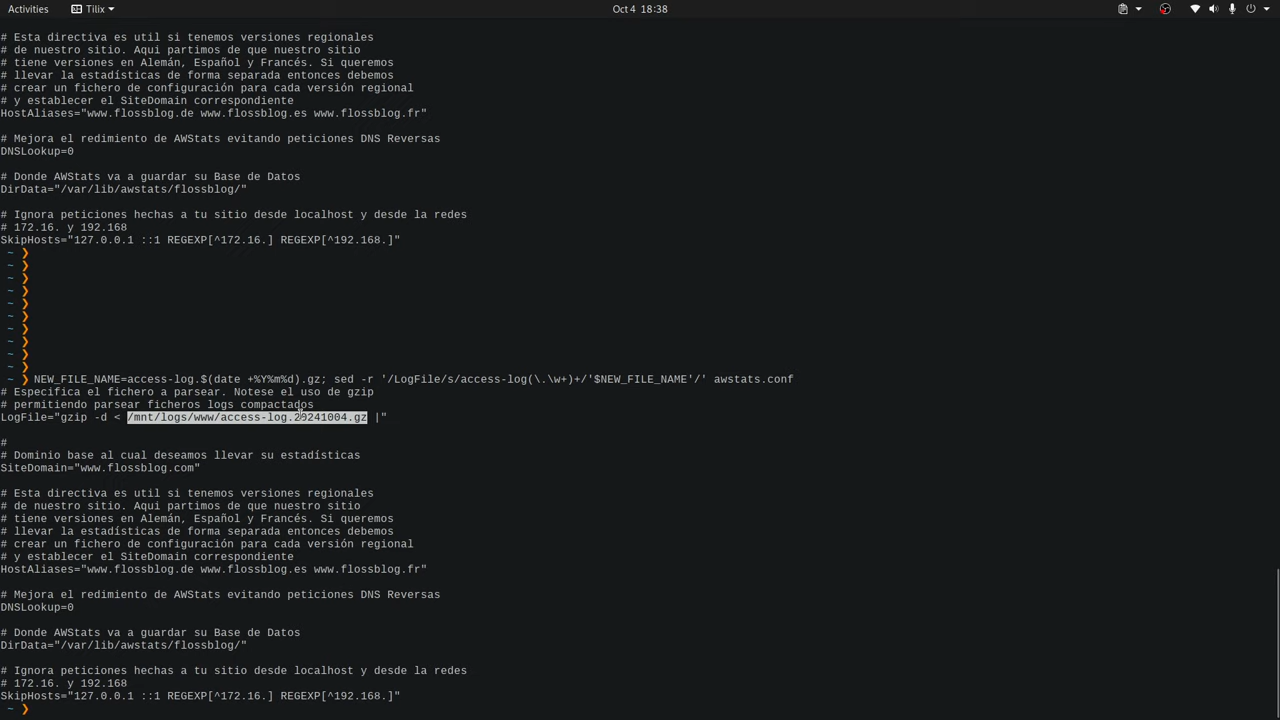 Activities Tilix Oct 4 18:38
# Esta directiva es util si tenemos versiones regionales
# de nuestro sitio. Aqui partimos de que nuestro sitio
# tiene versiones en Alemán, Español y Francés. Si queremos
# llevar la estadísticas de forma separada entonces debemos
# crear un fichero de configuración para cada versión regional
# y establecer el SiteDomain correspondiente
HostAliases="www.flossblog.de www.flossblog.es www.flossblog.fr"
# Mejora el redimiento de AWStats evitando peticiones DNS Reversas
DNSLookup=0
# Donde AWStats va a guardar su Base de Datos
DirData="/var/lib/awstats/flossblog/"
# Ignora peticiones hechas a tu sitio desde localhost y desde la redes
# 172.16. y 192.168
SkipHosts="127.0.0.1 ::1 REGEXP[^172.16.] REGEXP[^192.168.]"
~ ❯
~ ❯
~ ❯
~ ❯
~ ❯
~ ❯
~ ❯
~ ❯
~ ❯
~ ❯
~ ❯ NEW_FILE_NAME=access-log.$(date +%Y%m%d).gz; sed -r '/LogFile/s/access-log(\.\w+)+/'$NEW_FILE_NAME'/' awstats.conf
# Especifica el fichero a parsear. Notese el uso de gzip
# permitiendo parsear ficheros logs compactados
LogFile="gzip -d < /mnt/logs/www/access-log.20241004.gz |"
#
# Dominio base al cual deseamos llevar su estadísticas
SiteDomain="www.flossblog.com"
# Esta directiva es util si tenemos versiones regionales
# de nuestro sitio. Aqui partimos de que nuestro sitio
# tiene versiones en Alemán, Español y Francés. Si queremos
# llevar la estadísticas de forma separada entonces debemos
# crear un fichero de configuración para cada versión regional
# y establecer el SiteDomain correspondiente
HostAliases="www.flossblog.de www.flossblog.es www.flossblog.fr"
# Mejora el redimiento de AWStats evitando peticiones DNS Reversas
DNSLookup=0
# Donde AWStats va a guardar su Base de Datos
DirData="/var/lib/awstats/flossblog/"
# Ignora peticiones hechas a tu sitio desde localhost y desde la redes
# 172.16. y 192.168
SkipHosts="127.0.0.1 ::1 REGEXP[^172.16.] REGEXP[^192.168.]"
~ ❯